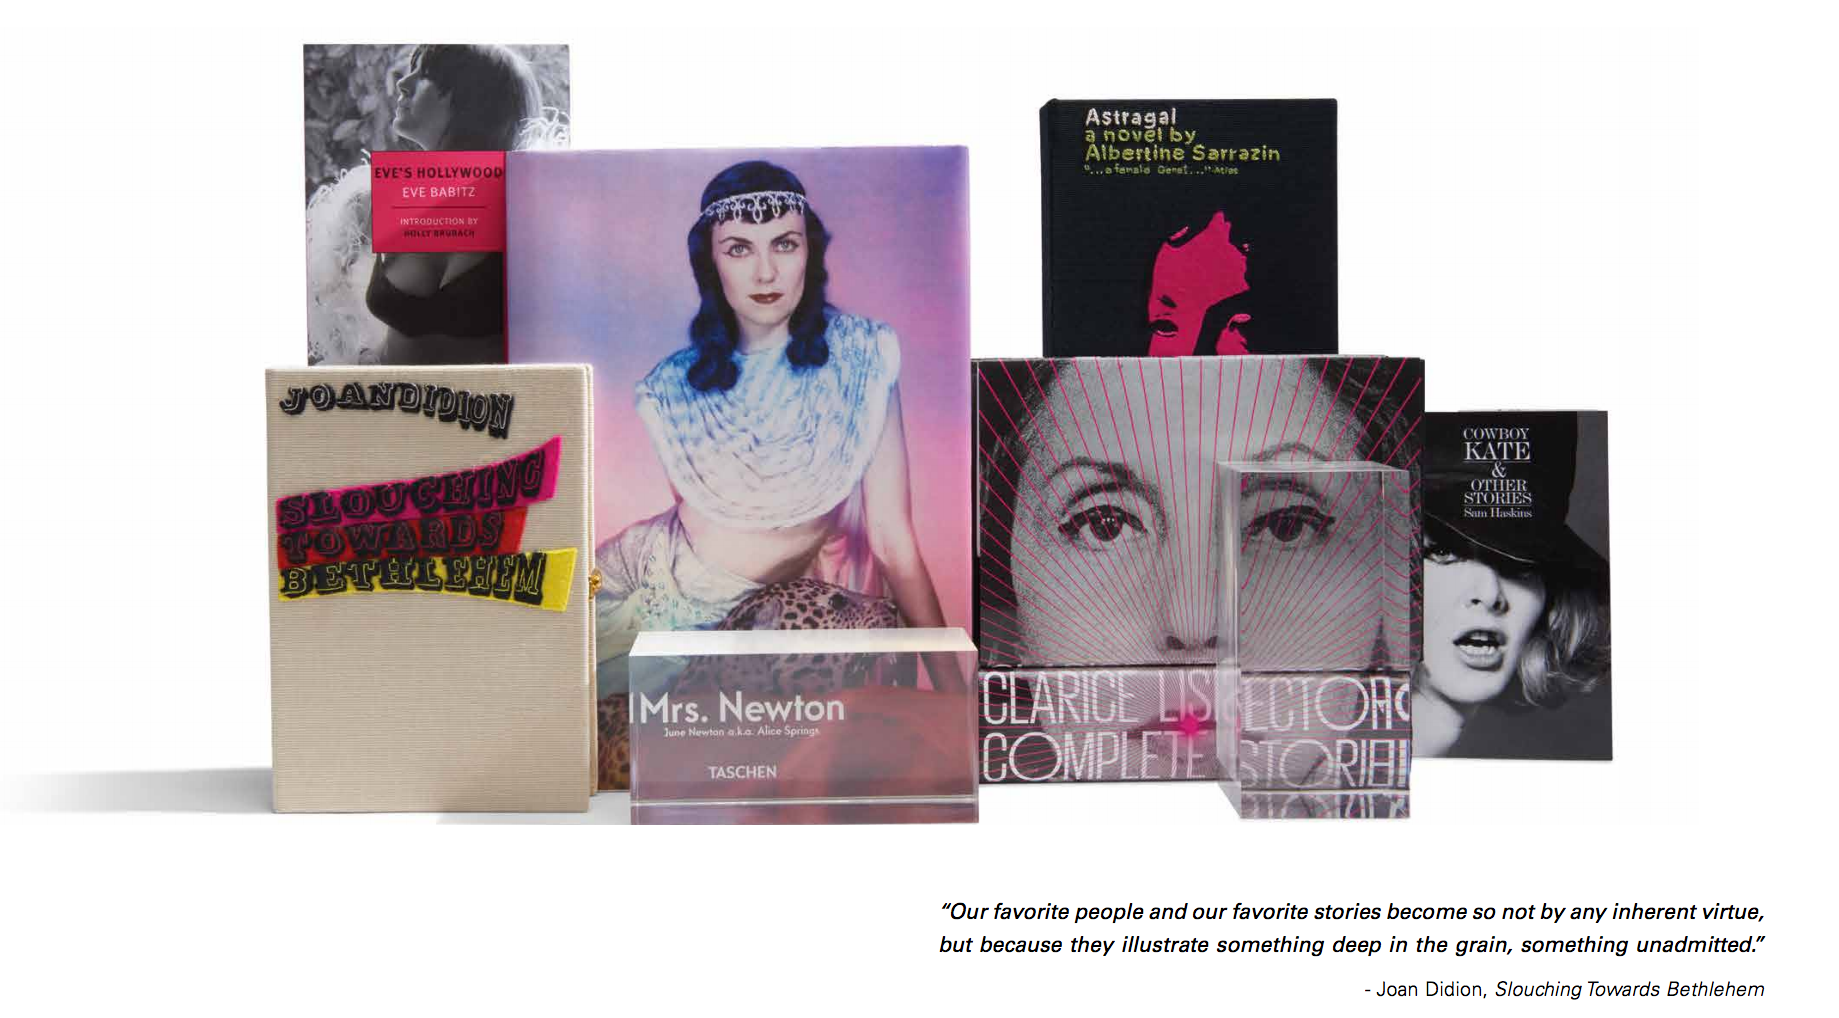 EVE'S HOLLYWOOD
EVE BABITZ
INTRODUCTION BY
HOLLY BRUBACH
Astragal
a novel by
Albertine Sarrazin
"...a female Genet..."-Atlas
JOAN DIDION
SLOUCHING
TOWARDS
BETHLEHEM
COWBOY
KATE
&
OTHER
STORIES
Sam Haskins
Mrs. Newton
June Newton a.k.a. Alice Springs
TASCHEN
CLARICE LISPECTOR
COMPLETE STORIES
“Our favorite people and our favorite stories become so not by any inherent virtue,
but because they illustrate something deep in the grain, something unadmitted.”
- Joan Didion, Slouching Towards Bethlehem